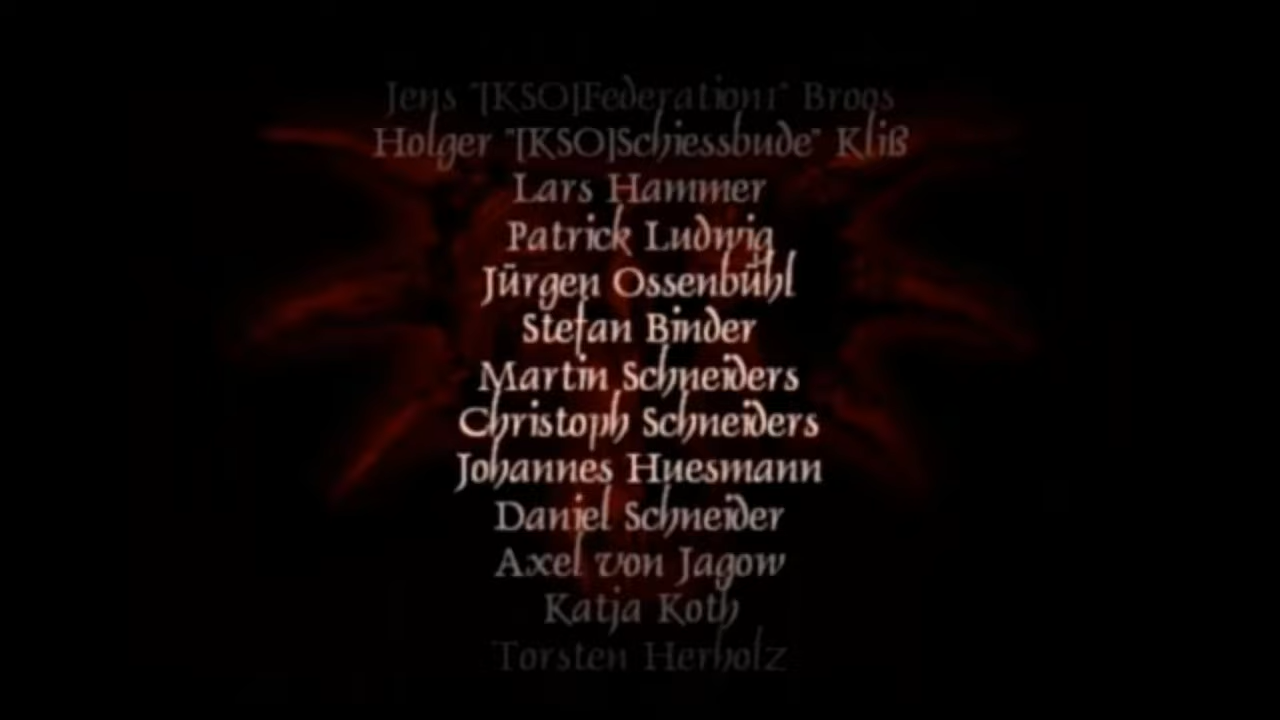 Jens "[KSO]Federation1" Broos
Holger "[KSO]Schiessbude" Kliß
Lars Hammer
Patrick Ludwig
Jürgen Ossenbühl
Stefan Binder
Martin Schneiders
Christoph Schneiders
Johannes Huesmann
Daniel Schneider
Axel von Jagow
Katja Koth
Torsten Herholz